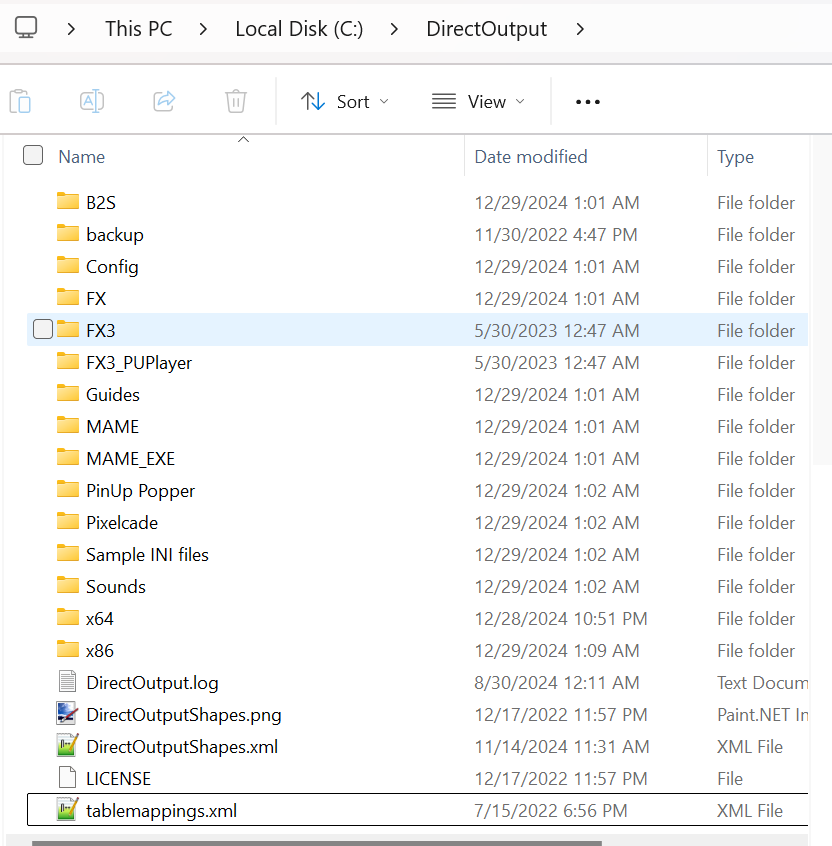 This PC Local Disk (C:) DirectOutput
Sort View
Name Date modified Type
B2S 12/29/2024 1:01 AM File folder
backup 11/30/2022 4:47 PM File folder
Config 12/29/2024 1:01 AM File folder
FX 12/29/2024 1:01 AM File folder
FX3 5/30/2023 12:47 AM File folder
FX3_PUPlayer 5/30/2023 12:47 AM File folder
Guides 12/29/2024 1:01 AM File folder
MAME 12/29/2024 1:01 AM File folder
MAME_EXE 12/29/2024 1:01 AM File folder
PinUp Popper 12/29/2024 1:02 AM File folder
Pixelcade 12/29/2024 1:02 AM File folder
Sample INI files 12/29/2024 1:02 AM File folder
Sounds 12/29/2024 1:02 AM File folder
x64 12/28/2024 10:51 PM File folder
x86 12/29/2024 1:09 AM File folder
DirectOutput.log 8/30/2024 12:11 AM Text Docum
DirectOutputShapes.png 12/17/2022 11:57 PM Paint.NET In
DirectOutputShapes.xml 11/14/2024 11:31 AM XML File
LICENSE 12/17/2022 11:57 PM File
tablemappings.xml 7/15/2022 6:56 PM XML File